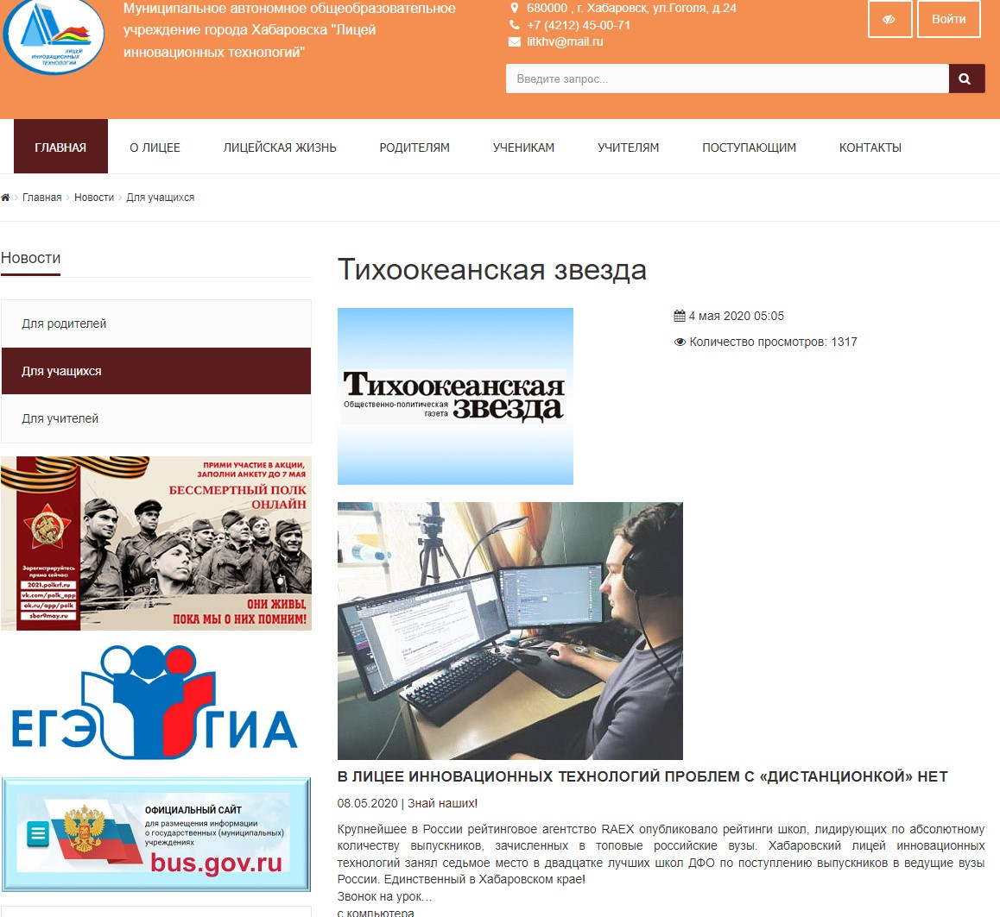 Муниципальное автономное общеобразовательное
учреждение города Хабаровска "Лицей
инновационных технологий"
ЛИЦЕЙ
ИННОВАЦИОННЫХ
ТЕХНОЛОГИЙ
680000 , г. Хабаровск, ул.Гоголя, д.24
+7 (4212) 45-00-71
litkhv@mail.ru
Войти
Введите запрос...
ГЛАВНАЯ О ЛИЦЕЕ ЛИЦЕЙСКАЯ ЖИЗНЬ РОДИТЕЛЯМ УЧЕНИКАМ УЧИТЕЛЯМ ПОСТУПАЮЩИМ КОНТАКТЫ
Главная Новости Для учащихся
Новости
Для родителей
Для учащихся
Для учителей
ПРИМИ УЧАСТИЕ В АКЦИИ,
ЗАПОЛНИ АНКЕТУ ДО 7 МАЯ
БЕССМЕРТНЫЙ ПОЛК
ОНЛАЙН
Зарегистрируйтесь
прямо сейчас:
2021.polkrf.ru
vk.com/polk_app
ok.ru/app/polk
sber9may.ru
ОНИ ЖИВЫ,
ПОКА МЫ О НИХ ПОМНИМ!
ЕГЭ ГИА
ОФИЦИАЛЬНЫЙ САЙТ
для размещения информации
о государственных (муниципальных)
учреждениях
bus.gov.ru
Тихоокеанская звезда
Тихоокеанская
Общественно-политическая
газета
звезда
4 мая 2020 05:05
Количество просмотров: 1317
В ЛИЦЕЕ ИННОВАЦИОННЫХ ТЕХНОЛОГИЙ ПРОБЛЕМ С «ДИСТАНЦИОНКОЙ» НЕТ
08.05.2020 | Знай наших!
Крупнейшее в России рейтинговое агентство RAEX опубликовало рейтинги школ, лидирующих по абсолютному
количеству выпускников, зачисленных в топовые российские вузы. Хабаровский лицей инновационных
технологий занял седьмое место в двадцатке лучших школ ДФО по поступлению выпускников в ведущие вузы
России. Единственный в Хабаровском крае!
Звонок на урок…
с компьютера